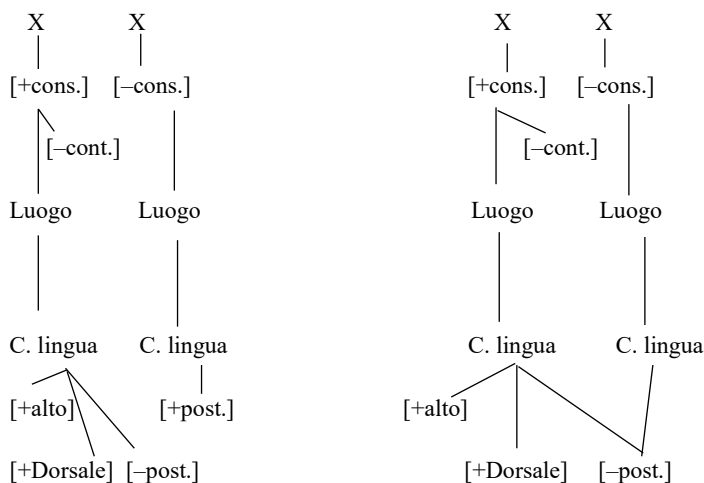 X X X X
[+cons.] [–cons.] [+cons.] [–cons.]
[–cont.] [–cont.]
Luogo Luogo Luogo Luogo
C. lingua C. lingua C. lingua C. lingua
[+alto] [+post.] [+alto]
[+Dorsale] [–post.] [+Dorsale] [–post.]